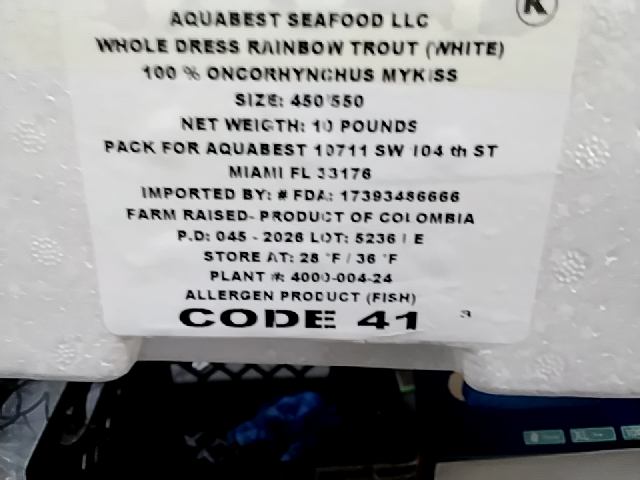 K
AQUABEST SEAFOOD LLC
WHOLE DRESS RAINBOW TROUT (WHITE)
100 % ONCORHYNCHUS MYKISS
SIZE: 450 550
NET WEIGTH: 10 POUNDS
PACK FOR AQUABEST 10711 SW 104 th ST
MIAMI FL 33176
IMPORTED BY: # FDA: 17393486666
FARM RAISED- PRODUCT OF COLOMBIA
P.D: 045 - 2026 LOT: 5236 E
STORE AT: 28 °F / 36 °F
PLANT #: 4000-004-24
ALLERGEN PRODUCT (FISH)
CODE 41